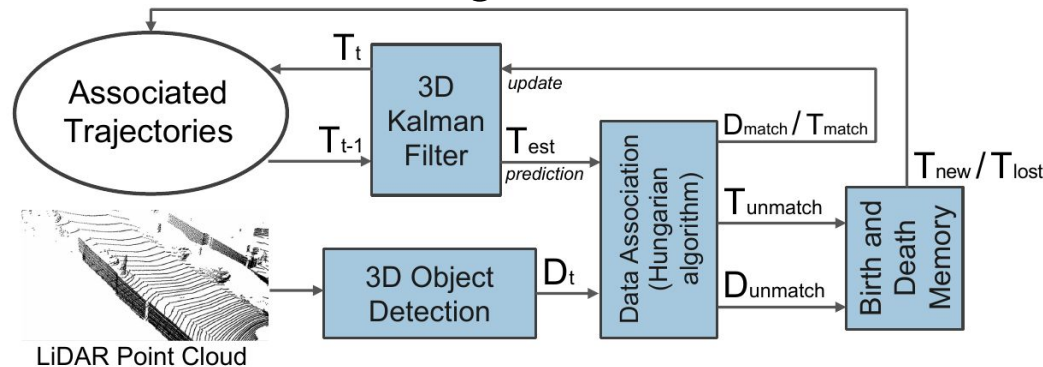 Associated
Trajectories
Tt
Tt-1
3D
Kalman
Filter
update
Test
prediction
Data Association
(Hungarian
algorithm)
Dmatch / Tmatch
Tunmatch
Dunmatch
Tnew / Tlost
Birth and
Death
Memory
3D Object
Detection
Dt
LiDAR Point Cloud